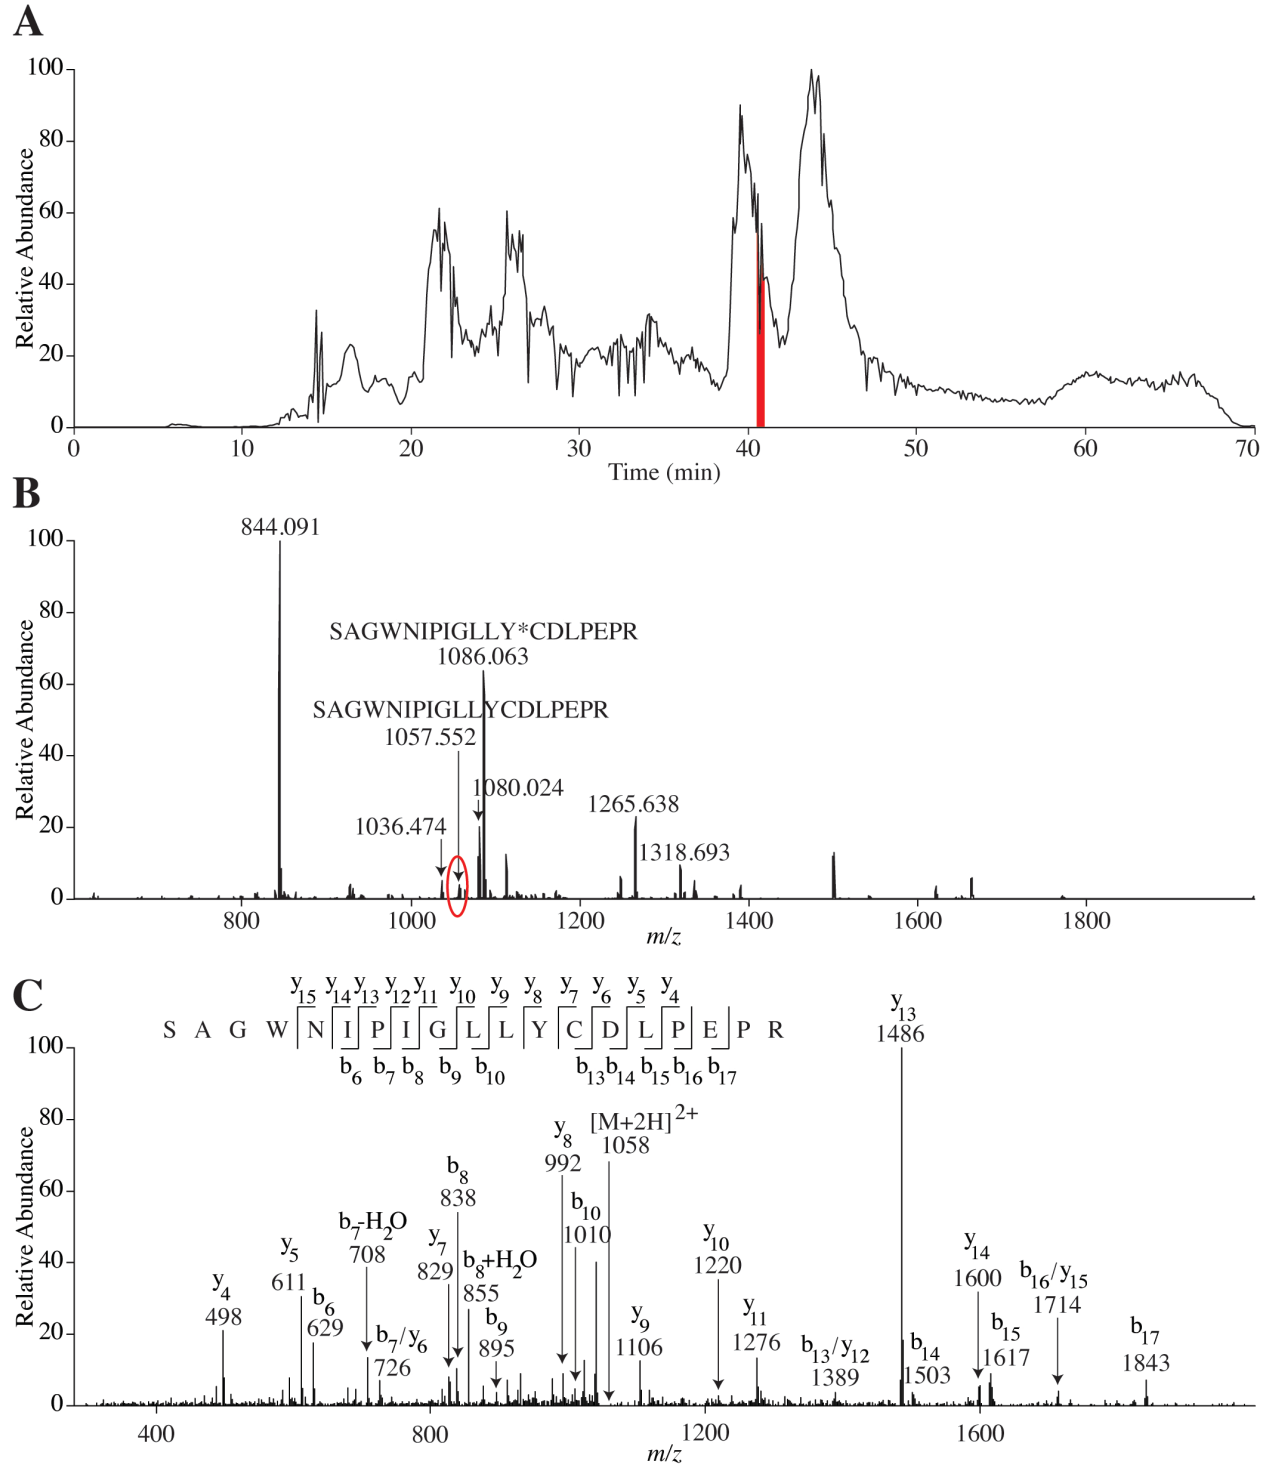 A
Relative Abundance
100
80
60
40
20
0
0 10 20 30 40 50 60 70
Time (min)
B
Relative Abundance
100
80
60
40
20
0
844.091
SAGWNIPIGLLY*CDLPEPR
1086.063
SAGWNIPIGLLYCDLPEPR
1057.552
1080.024
1036.474
1265.638
1318.693
800 1000 1200 1400 1600 1800
m/z
C
y15 y14 y13 y12 y11 y10 y9 y8 y7 y6 y5 y4
S A G W N I P I G L L Y C D L P E P R
b6 b7 b8 b9 b10 b13 b14 b15 b16 b17
Relative Abundance
100
80
60
40
20
0
y4
498
y5
611
b6
629
b7-H2O
708
b7/y6
726
y7
829
b8
838
b8+H2O
855
b9
895
y8
992
b10
1010
[M+2H]2+
1058
y9
1106
y10
1220
y11
1276
b13/y12
1389
y13
1486
b14
1503
y14
1600
b15
1617
b16/y15
1714
b17
1843
400 800 1200 1600
m/z